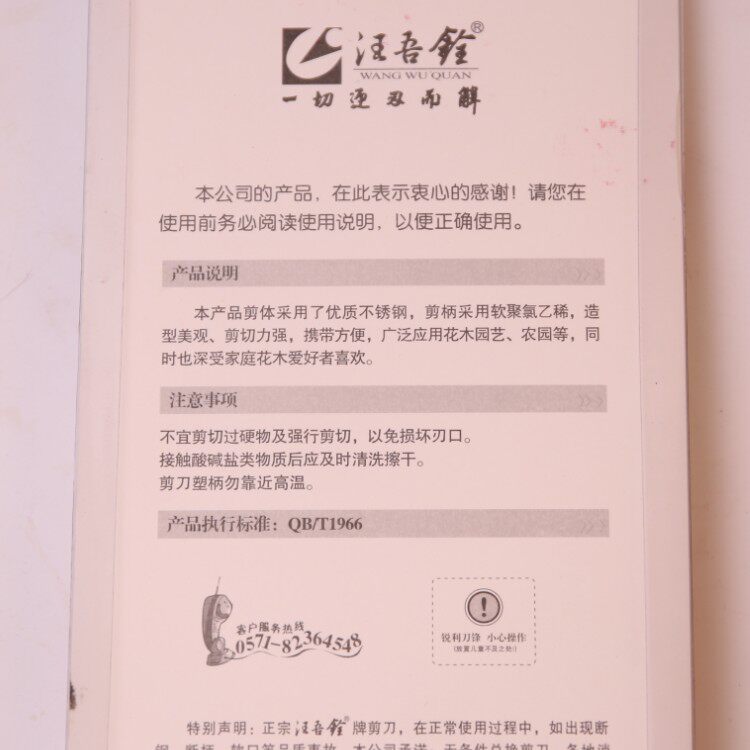 汪吾铨®
WANG WU QUAN
一切迎刃而解
本公司的产品，在此表示衷心的感谢！请您在
使用前务必阅读使用说明，以便正确使用。
产品说明
本产品剪体采用了优质不锈钢，剪柄采用软聚氯乙稀，造
型美观、剪切力强，携带方便，广泛应用花木园艺、农园等，同
时也深受家庭花木爱好者喜欢。
注意事项
不宜剪切过硬物及强行剪切，以免损坏刃口。
接触酸碱盐类物质后应及时清洗擦干。
剪刀塑柄勿靠近高温。
产品执行标准：QB/T1966
客户服务热线
0571-82364548
锐利刀锋 小心操作
(放置儿童不及之处)
特别声明：正宗汪吾铨®牌剪刀，在正常使用过程中，如出现断